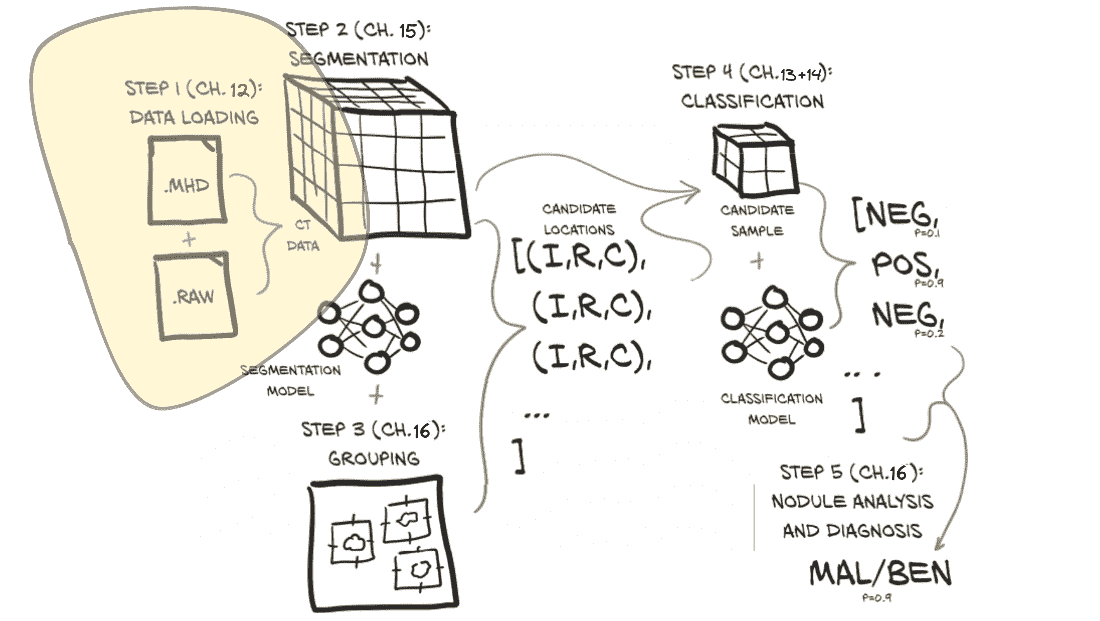 STEP 1 (CH. 12):
DATA LOADING
.MHD
+
.RAW
CT
DATA
STEP 2 (CH. 15):
SEGMENTATION
+
SEGMENTATION
MODEL
+
STEP 3 (CH. 16):
GROUPING
CANDIDATE
LOCATIONS
[(I,R,C),
(I,R,C),
(I,R,C),
...
]
STEP 4 (CH. 13+14):
CLASSIFICATION
CANDIDATE
SAMPLE
+
CLASSIFICATION
MODEL
[NEG,
P=0.1
POS,
P=0.9
NEG,
P=0.2
...
]
STEP 5 (CH. 16):
NODULE ANALYSIS
AND DIAGNOSIS
MAL/BEN
P=0.9